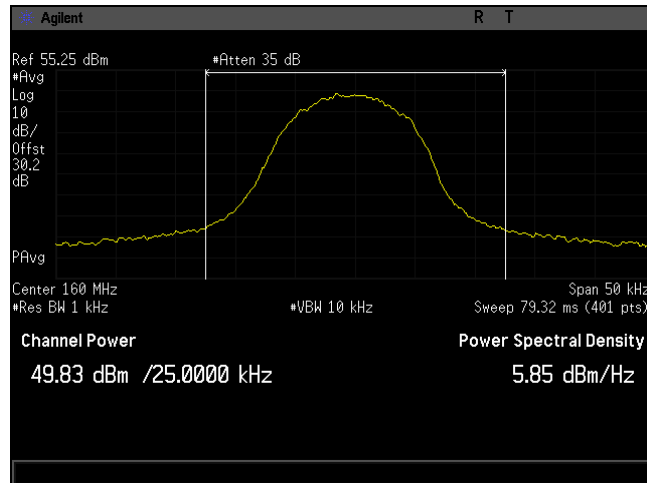 Agilent R T
Ref 55.25 dBm #Atten 35 dB
#Avg
Log
10
dB/
Offst
30.2
dB
PAvg
Center 160 MHz Span 50 kHz
#Res BW 1 kHz #VBW 10 kHz Sweep 79.32 ms (401 pts)
Channel Power Power Spectral Density
49.83 dBm /25.0000 kHz 5.85 dBm/Hz